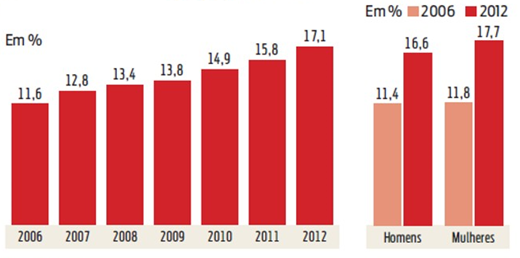 Em %
11,6 12,8 13,4 13,8 14,9 15,8 17,1
2006 2007 2008 2009 2010 2011 2012
Em % 2006 2012
11,4 16,6 11,8 17,7
Homens Mulheres